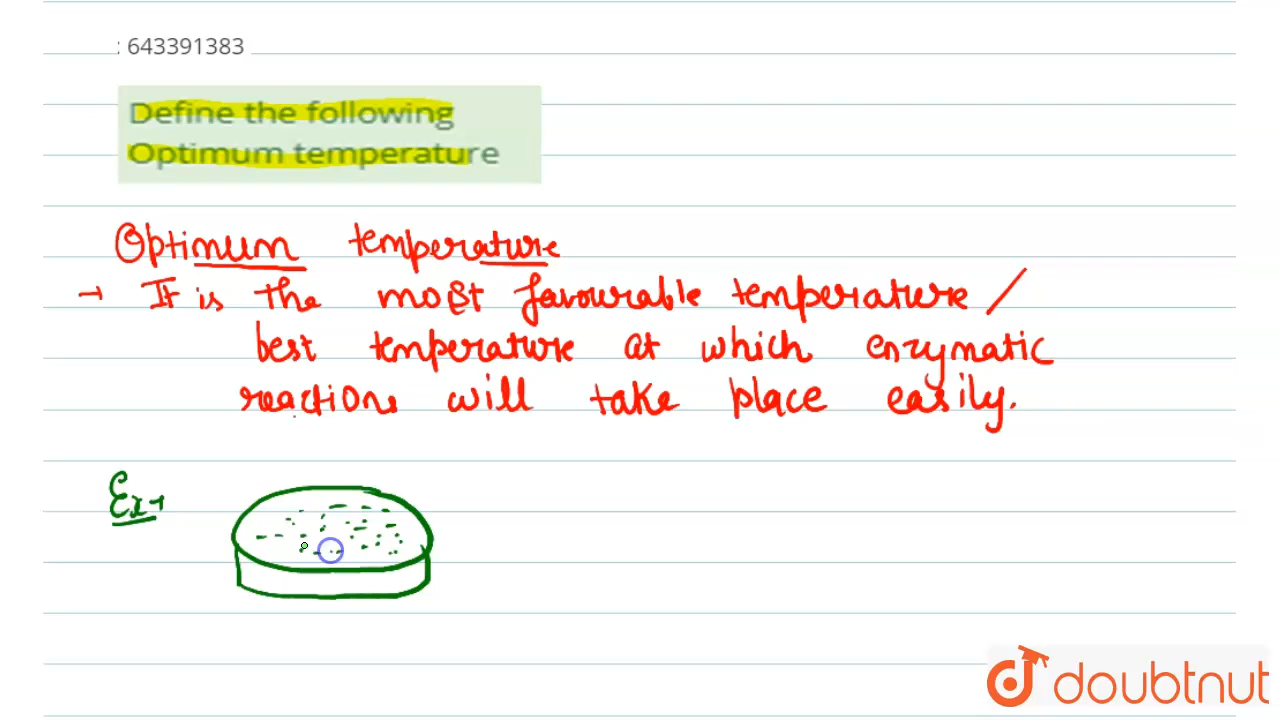 : 643391383
Define the following
Optimum temperature
Optimum temperature
→ It is the most favourable temperature /
best temperature at which enzymatic
reactions will take place easily.
Ex→
doubtnut